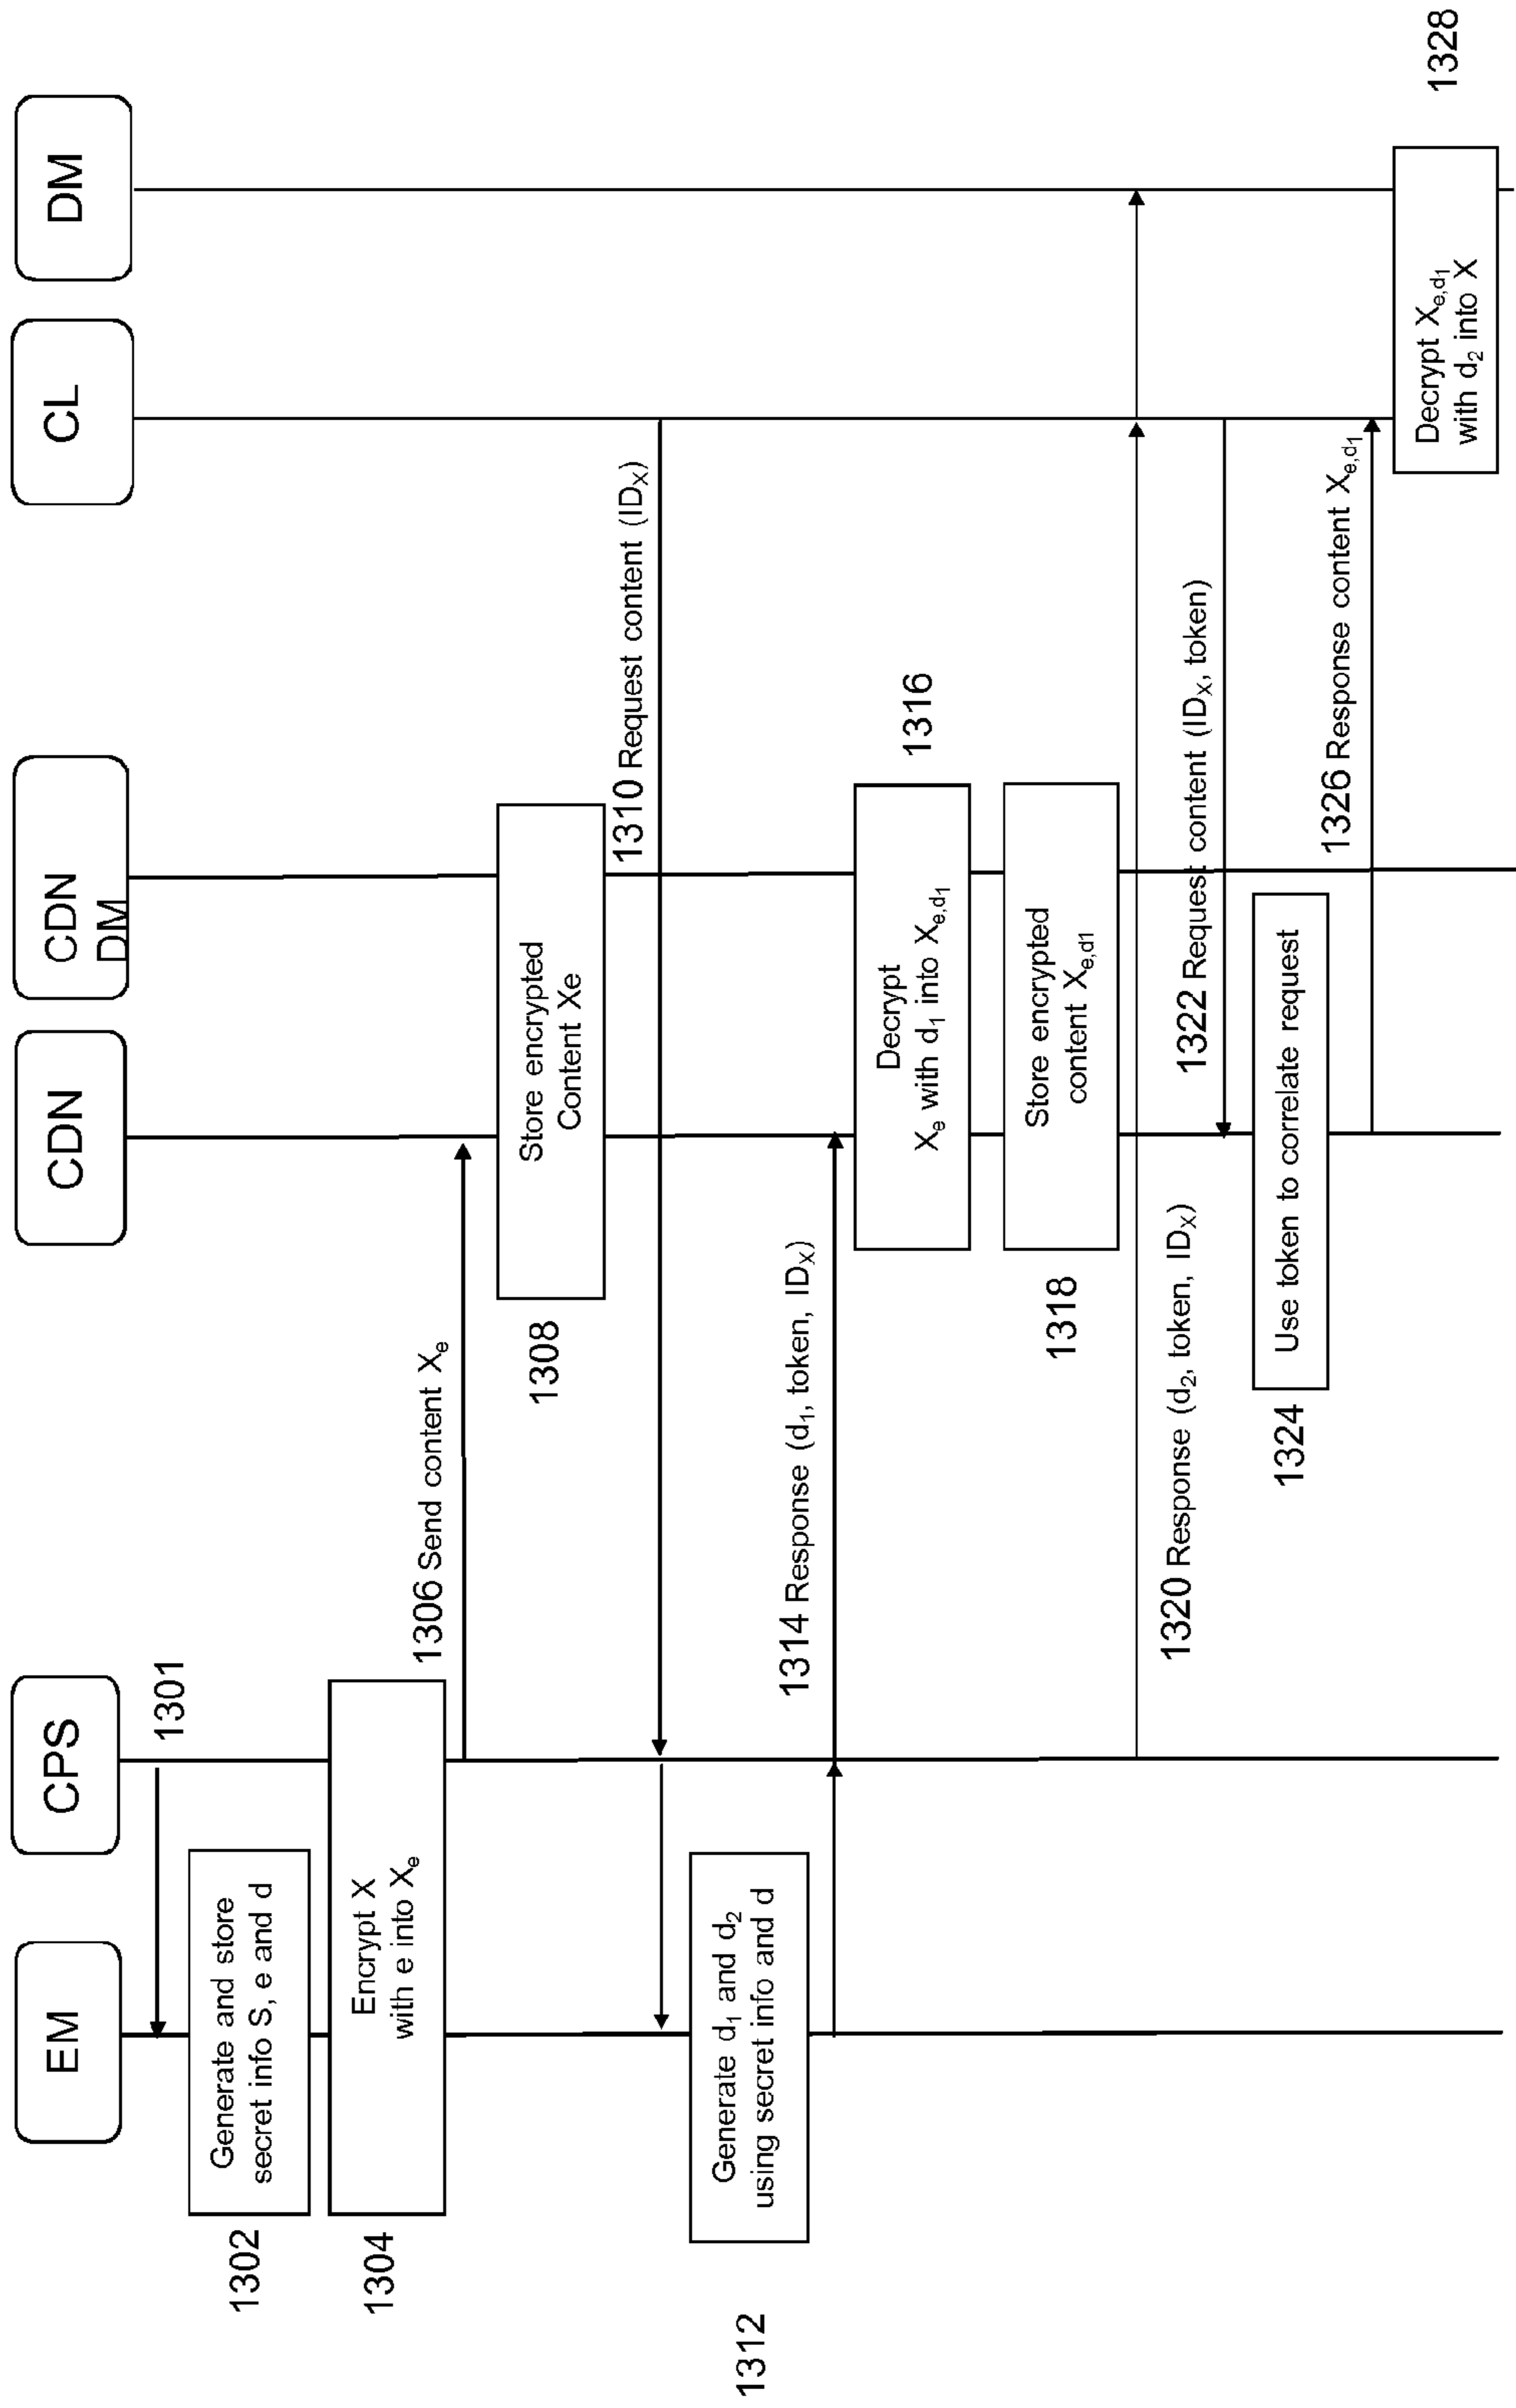 EM
CPS
CDN
CDN
DM
CL
DM
1301
1302
Generate and store
secret info S, e and d
1304
Encrypt X
with e into Xe
1306 Send content Xe
1308
Store encrypted
Content Xe
1310 Request content (IDX)
1312
Generate d1 and d2
using secret info and d
1314 Response (d1, token, IDX)
1316
Decrypt
Xe with d1 into Xe,d1
1318
Store encrypted
content Xe,d1
1320 Response (d2, token, IDX)
1322 Request content (IDX, token)
1324
Use token to correlate request
1326 Response content Xe,d1
1328
Decrypt Xe,d1
with d2 into X